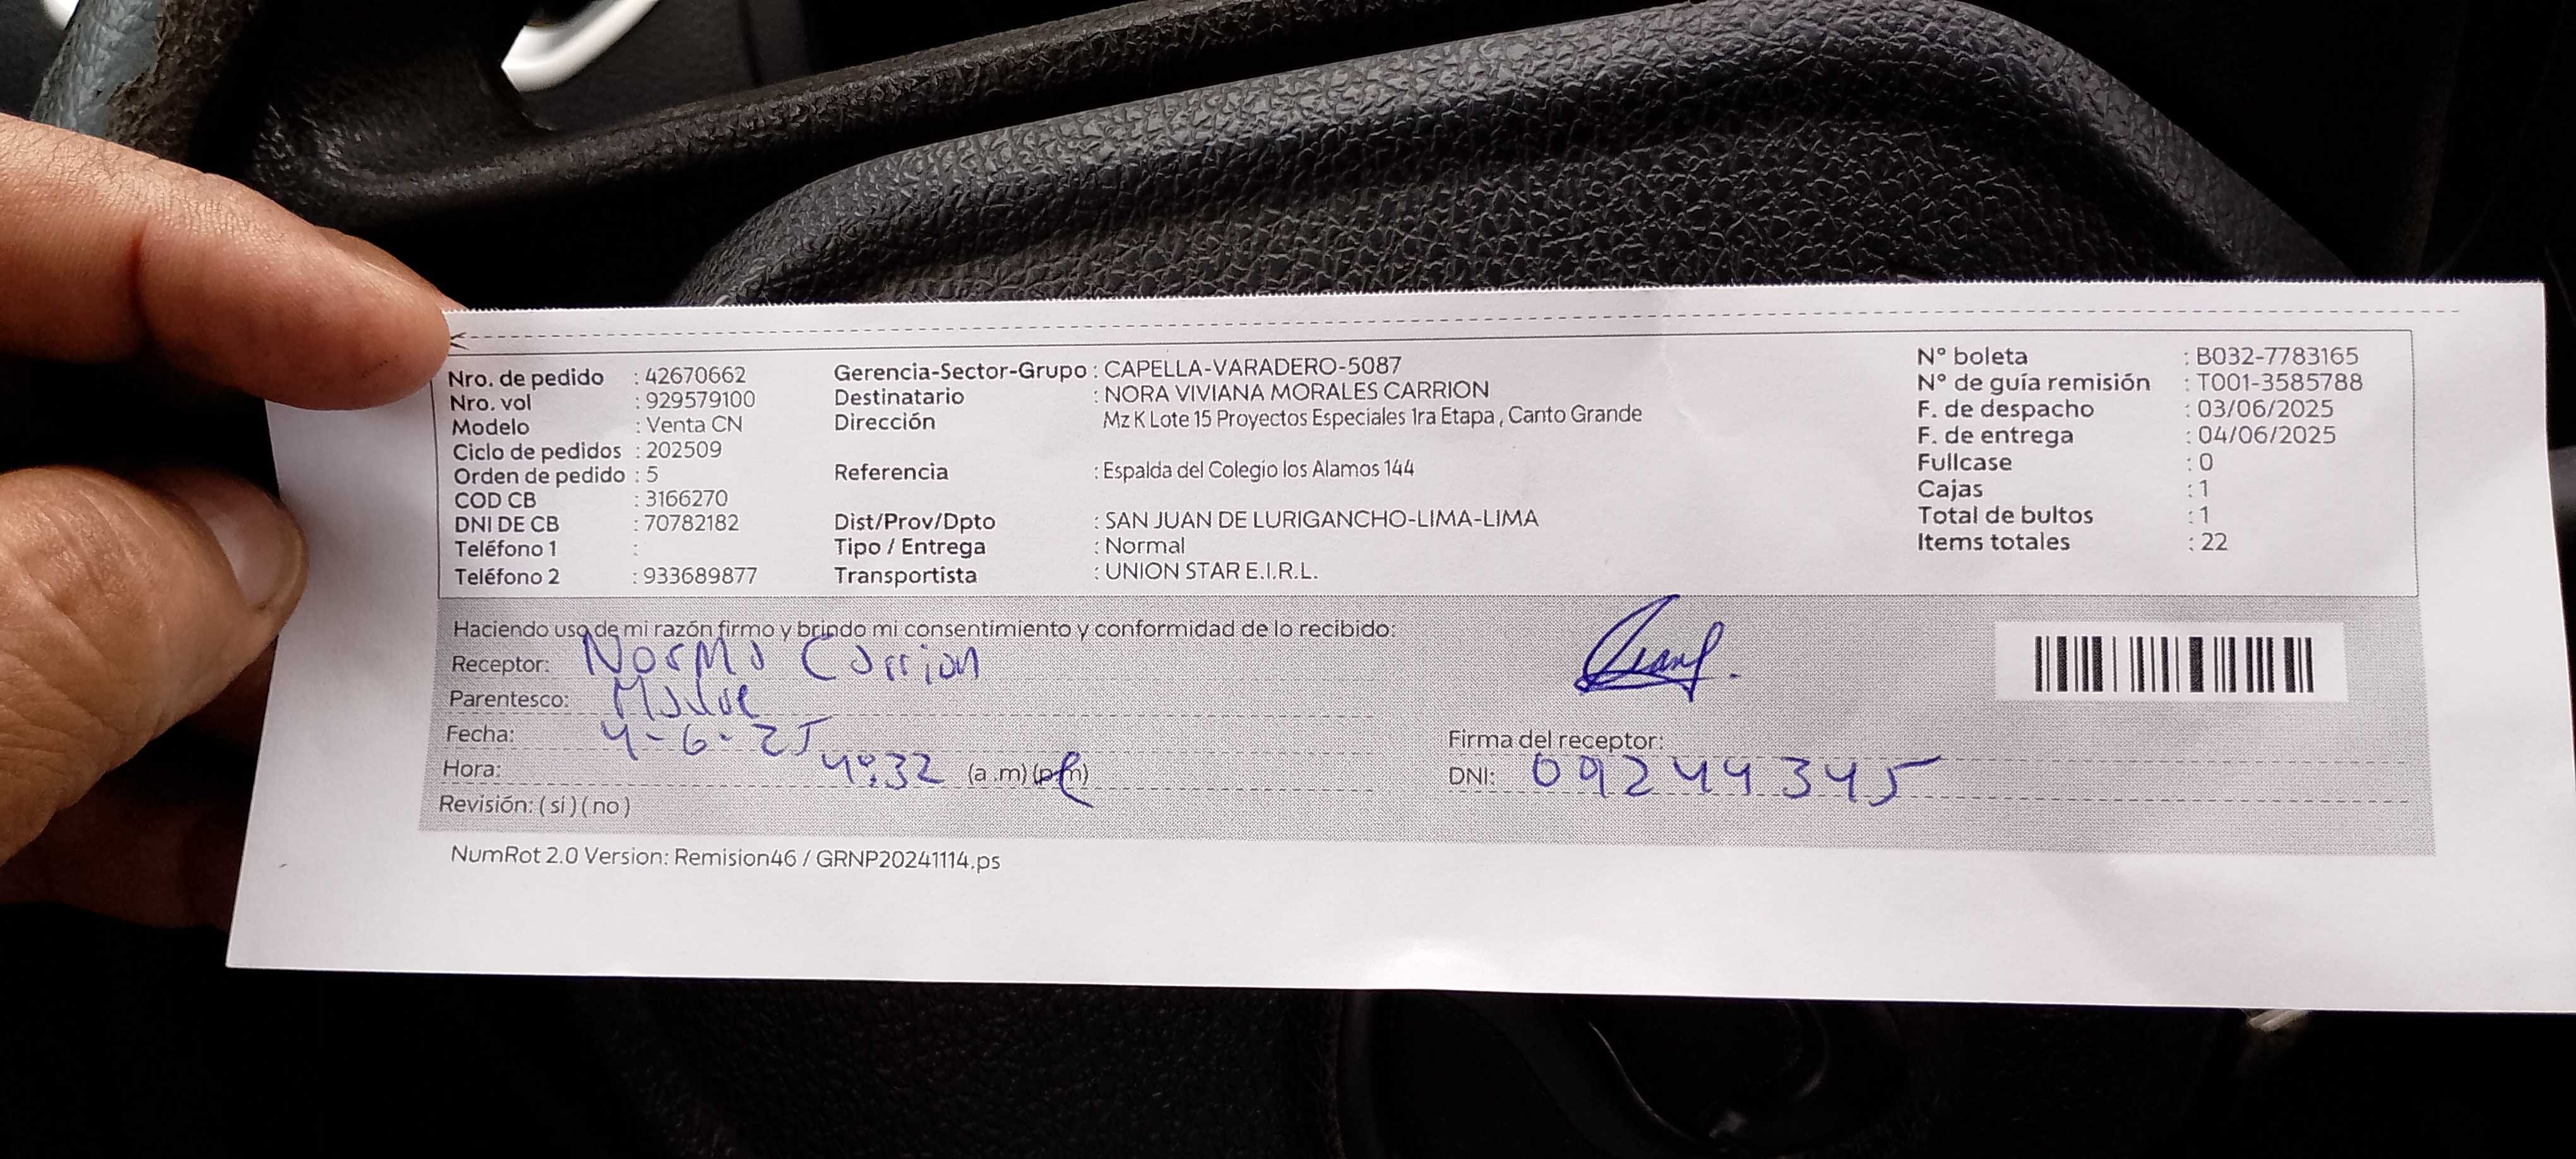 Nro. de pedido : 42670662
Nro. vol : 929579100
Modelo : Venta CN
Ciclo de pedidos : 202509
Orden de pedido : 5
COD CB : 3166270
DNI DE CB : 70782182
Teléfono 1 :
Teléfono 2 : 933689877
Gerencia-Sector-Grupo : CAPELLA-VARADERO-5087
Destinatario : NORA VIVIANA MORALES CARRION
Dirección Mz K Lote 15 Proyectos Especiales 1ra Etapa , Canto Grande
Referencia : Espalda del Colegio los Alamos 144
Dist/Prov/Dpto : SAN JUAN DE LURIGANCHO-LIMA-LIMA
Tipo / Entrega : Normal
Transportista : UNION STAR E.I.R.L.
N° boleta : B032-7783165
N° de guía remisión : T001-3585788
F. de despacho : 03/06/2025
F. de entrega : 04/06/2025
Fullcase : 0
Cajas : 1
Total de bultos : 1
Items totales : 22
Haciendo uso de mi razón firmo y brindo mi consentimiento y conformidad de lo recibido:
Receptor: Norma Carrion
Parentesco: Madre
Fecha: 4-6-25
Hora: 4:32 (a .m) (p.m)
Revisión: ( sí ) ( no )
Firma del receptor:
DNI: 09244345
NumRot 2.0 Version: Remision46 / GRNP20241114.ps